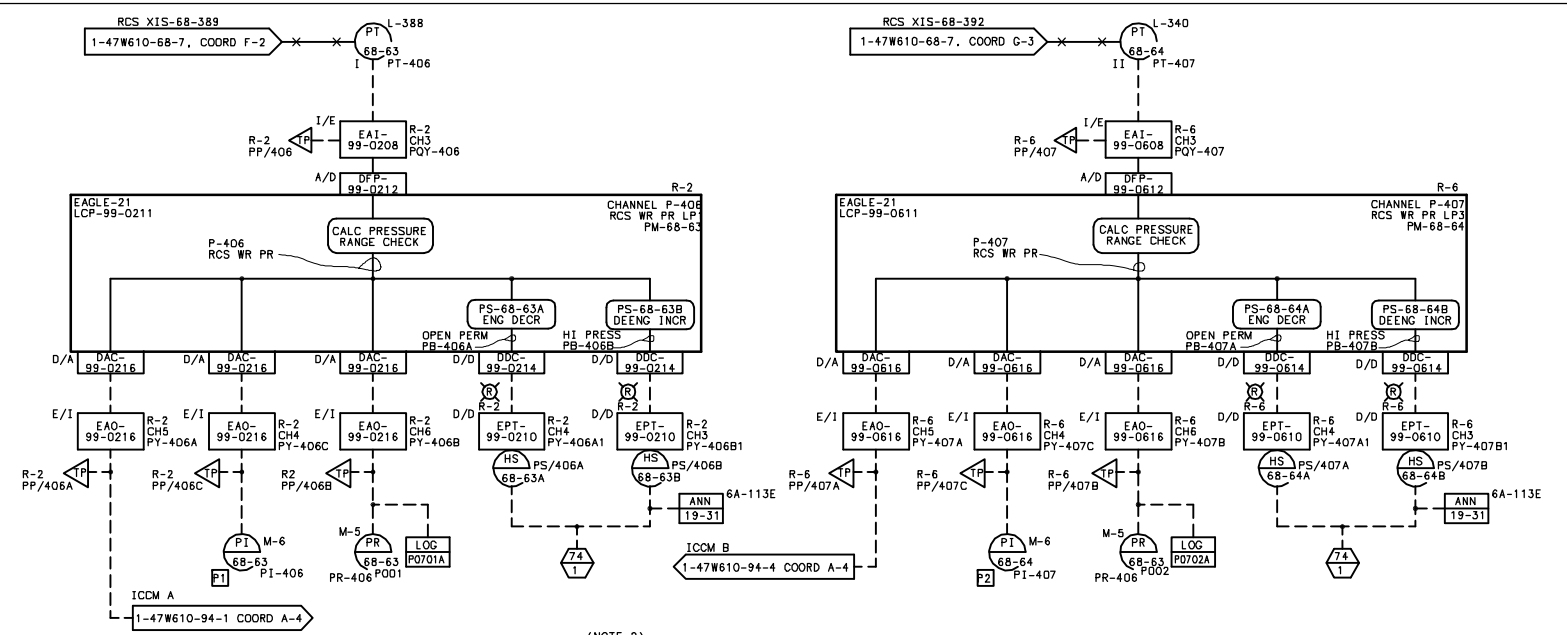 RCS XIS-68-389
1-47W610-68-7, COORD F-2
PT
68-63
L-388
I
PT-406
I/E
R-2
PP/406
TP
EAI-
99-0208
R-2
CH3
PQY-406
A/D
DFP-
99-0212
R-2
EAGLE-21
LCP-99-0211
CHANNEL P-406
RCS WR PR LP1
PM-68-63
CALC PRESSURE
RANGE CHECK
P-406
RCS WR PR
PS-68-63A
ENG DECR
PS-68-63B
DEENG INCR
OPEN PERM
PB-406A
HI PRESS
PB-406B
D/A
DAC-
99-0216
D/A
DAC-
99-0216
D/A
DAC-
99-0216
D/D
DDC-
99-0214
D/D
DDC-
99-0214
R
R-2
R
R-2
E/I
EAO-
99-0216
R-2
CH5
PY-406A
E/I
EAO-
99-0216
R-2
CH4
PY-406C
E/I
EAO-
99-0216
R-2
CH6
PY-406B
D/D
EPT-
99-0210
R-2
CH4
PY-406A1
D/D
EPT-
99-0210
R-2
CH3
PY-406B1
R-2
PP/406A
TP
R-2
PP/406C
TP
R2
PP/406B
TP
HS
68-63A
PS/406A
HS
68-63B
PS/406B
ANN
19-31
6A-113E
PI
68-63
M-6
PI-406
P1
M-5
PR
68-63
PR-406
P001
LOG
P0701A
74
1
ICCM A
1-47W610-94-1 COORD A-4
RCS XIS-68-392
1-47W610-68-7, COORD G-3
PT
68-64
L-340
II
PT-407
I/E
R-6
PP/407
TP
EAI-
99-0608
R-6
CH3
PQY-407
A/D
DFP-
99-0612
R-6
EAGLE-21
LCP-99-0611
CHANNEL P-407
RCS WR PR LP3
PM-68-64
CALC PRESSURE
RANGE CHECK
P-407
RCS WR PR
PS-68-64A
ENG DECR
PS-68-64B
DEENG INCR
OPEN PERM
PB-407A
HI PRESS
PB-407B
D/A
DAC-
99-0616
D/A
DAC-
99-0616
D/A
DAC-
99-0616
D/D
DDC-
99-0614
D/D
DDC-
99-0614
R
R-6
R
R-6
E/I
EAO-
99-0616
R-6
CH5
PY-407A
E/I
EAO-
99-0616
R-6
CH4
PY-407C
E/I
EAO-
99-0616
R-6
CH6
PY-407B
D/D
EPT-
99-0610
R-6
CH4
PY-407A1
D/D
EPT-
99-0610
R-6
CH3
PY-407B1
R-6
PP/407A
TP
R-6
PP/407C
TP
R-6
PP/407B
TP
HS
68-64A
PS/407A
HS
68-64B
PS/407B
ANN
19-31
6A-113E
ICCM B
1-47W610-94-4 COORD A-4
PI
68-64
M-6
PI-407
P2
M-5
PR
68-63
PR-406
P002
LOG
P0702A
74
1